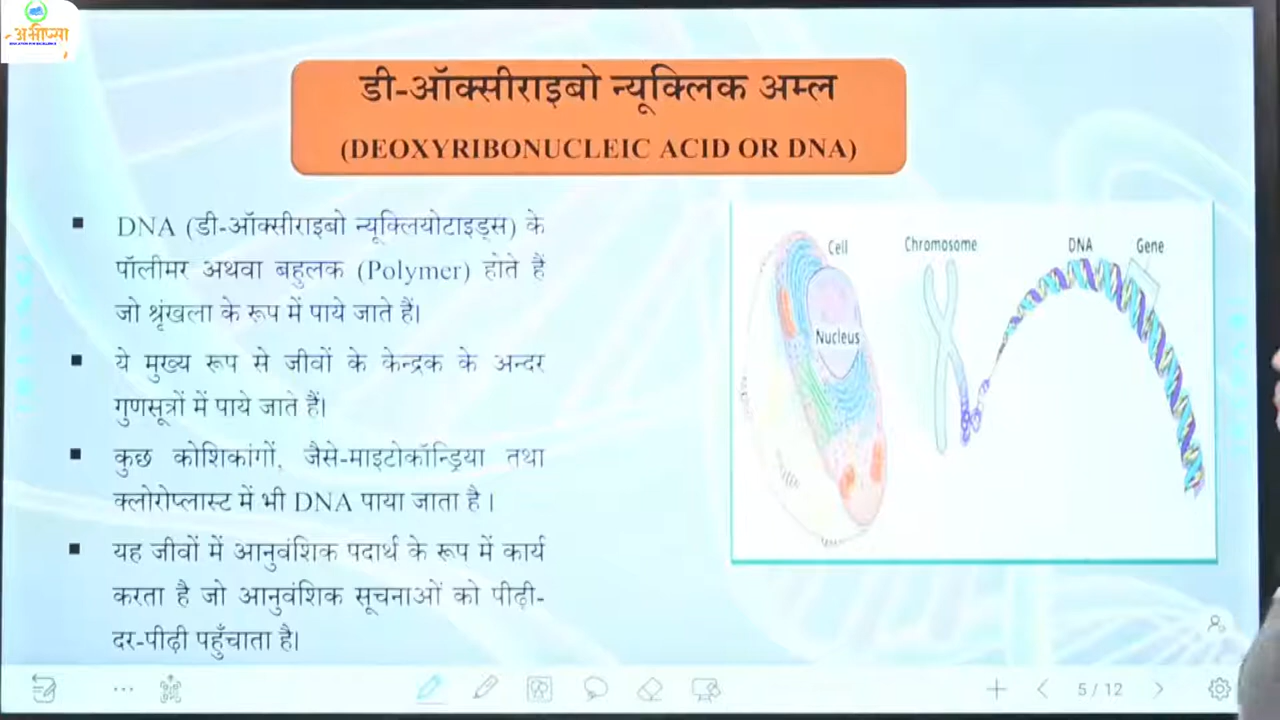 अभीप्सा
डी-ऑक्सीराइबो न्यूक्लिक अम्ल
(DEOXYRIBONUCLEIC ACID OR DNA)
▪ DNA (डी-ऑक्सीराइबो न्यूक्लियोटाइड्स) के
पॉलीमर अथवा बहुलक (Polymer) होते हैं
जो श्रृंखला के रूप में पाये जाते हैं।
▪ ये मुख्य रूप से जीवों के केन्द्रक के अन्दर
गुणसूत्रों में पाये जाते हैं।
▪ कुछ कोशिकांगों, जैसे-माइटोकॉन्ड्रिया तथा
क्लोरोप्लास्ट में भी DNA पाया जाता है ।
▪ यह जीवों में आनुवंशिक पदार्थ के रूप में कार्य
करता है जो आनुवंशिक सूचनाओं को पीढ़ी-
दर-पीढ़ी पहुँचाता है।
Cell
Nucleus
Chromosome
DNA
Gene
5 / 12